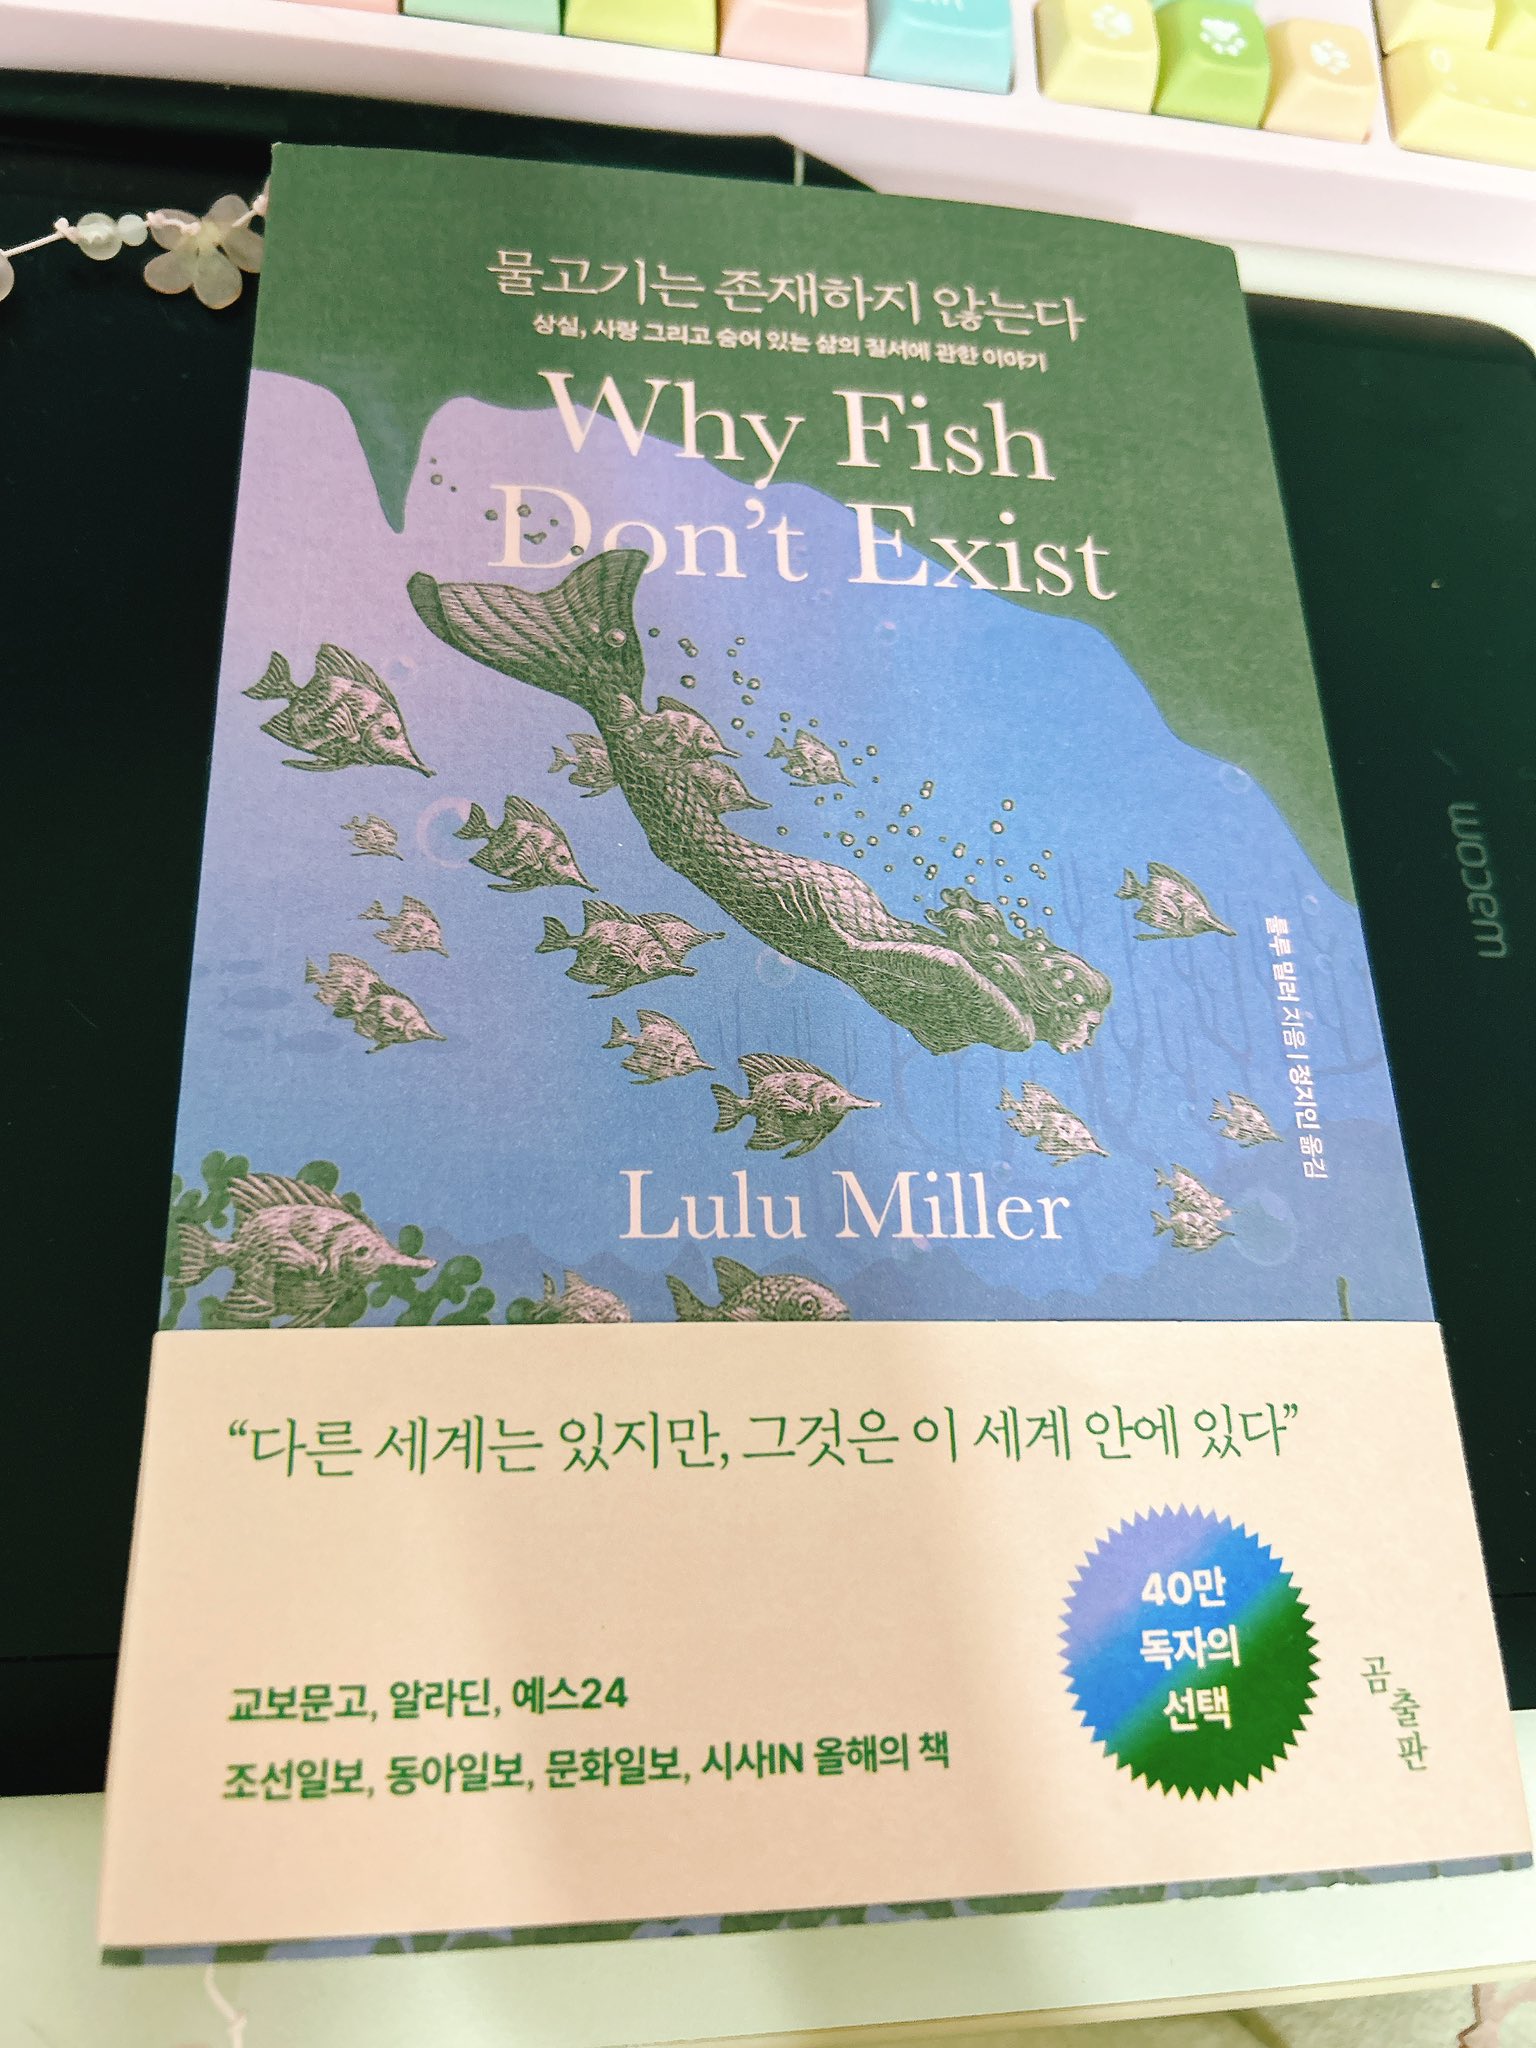 물고기는 존재하지 않는다
상실, 사랑 그리고 숨어 있는 삶의 질서에 관한 이야기
Why Fish
Don't Exist
wacom
룰루 밀러 지음 | 정지인 옮김
Lulu Miller
“다른 세계는 있지만, 그것은 이 세계 안에 있다”
40만
독자의
선택
교보문고, 알라딘, 예스24
조선일보, 동아일보, 문화일보, 시사IN 올해의 책
곰출판